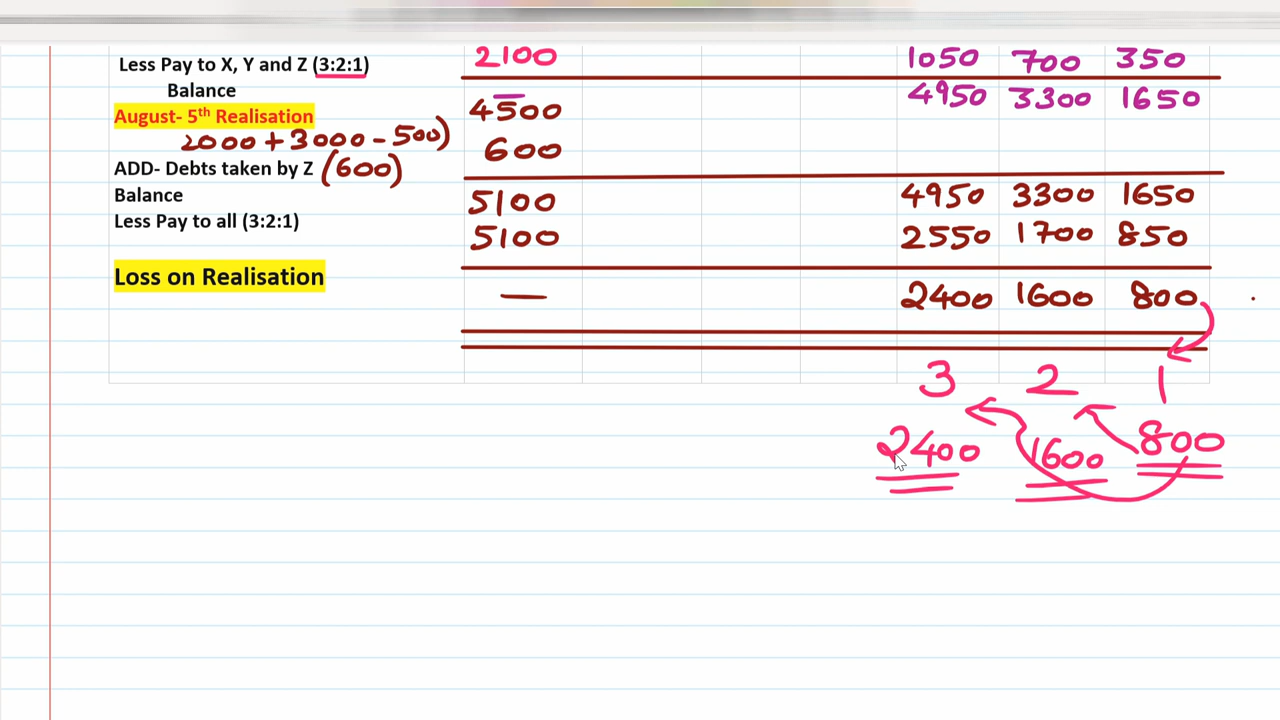 Less Pay to X, Y and Z (3:2:1) 2100 1050 700 350
Balance 4950 3300 1650
August- 5th Realisation 4500
2000 + 3000 - 500)
600
ADD- Debts taken by Z (600)
Balance 5100 4950 3300 1650
Less Pay to all (3:2:1) 5100 2550 1700 850
Loss on Realisation — 2400 1600 800
3 2 1
2400 1600 800